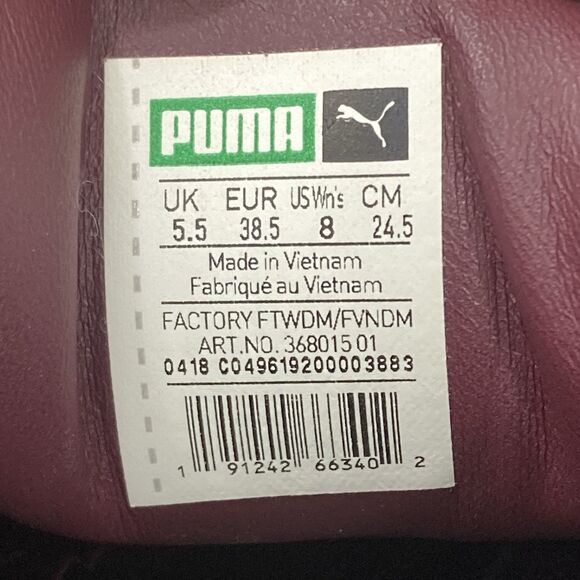 PUMA
UK EUR US Wn's CM
5.5 38.5 8 24.5
Made in Vietnam
Fabriqué au Vietnam
FACTORY FTWDM/FVNDM
ART.NO. 368015 01
0418 C049619200003883
1 91242 66340 2